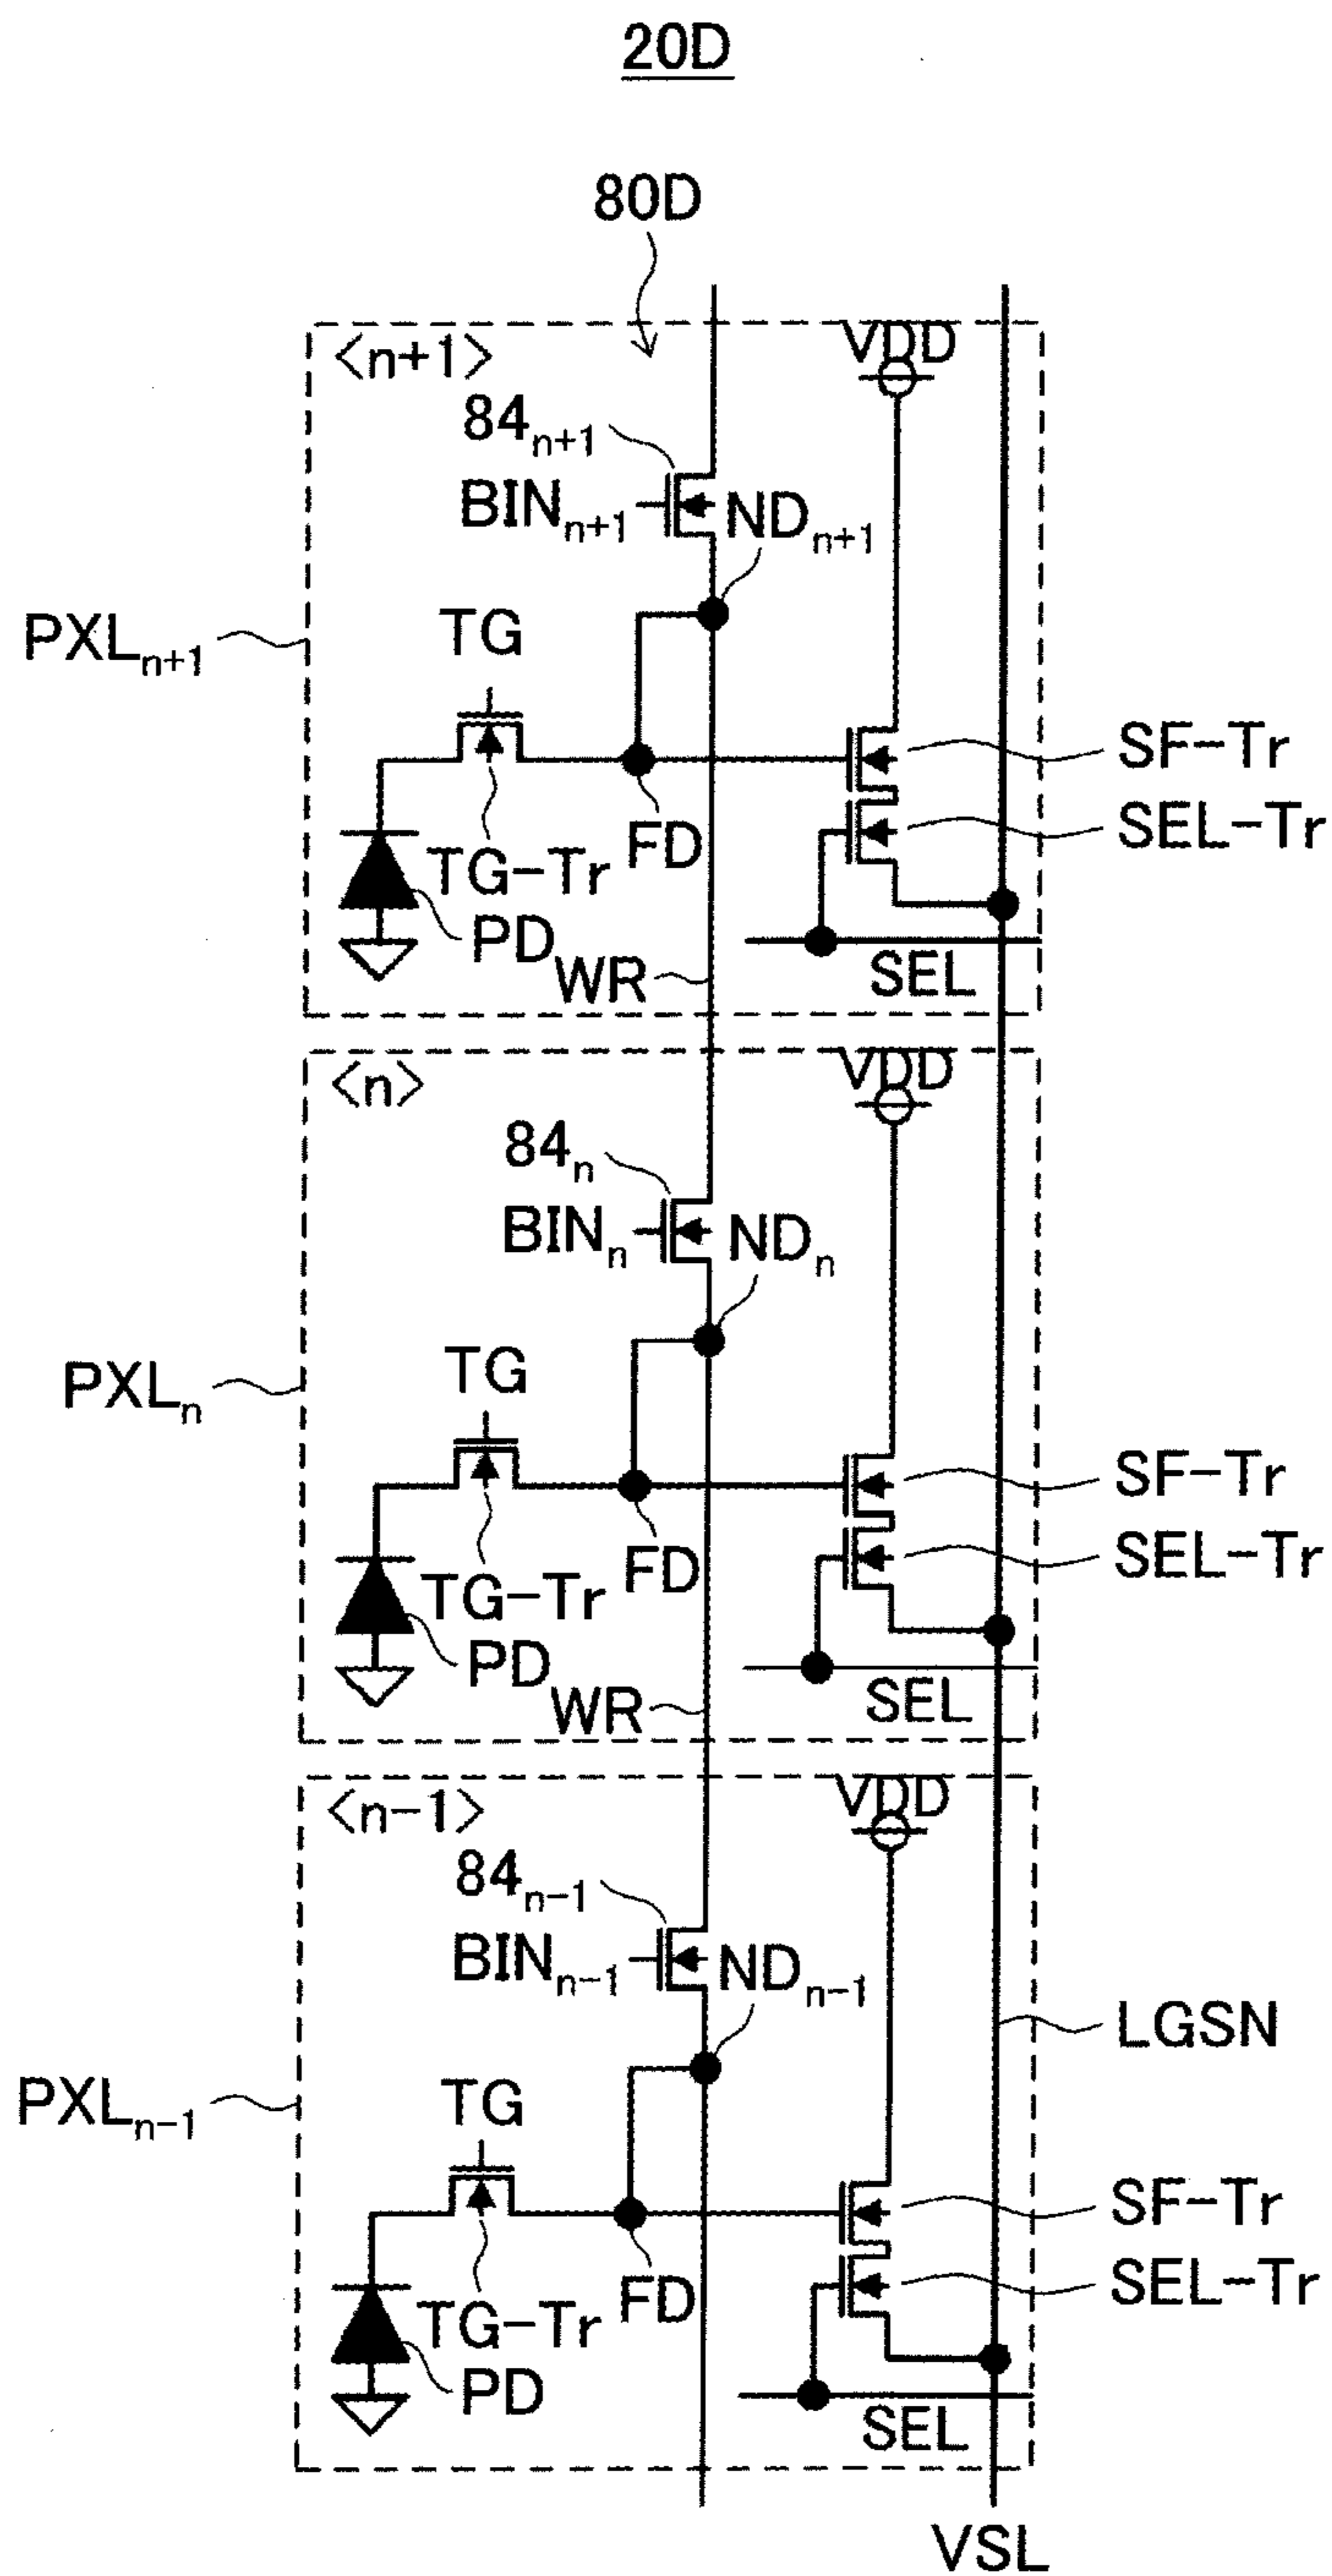 20D
80D
<n+1>
VDD
84n+1
BINn+1
NDn+1
PXLn+1
TG
SF-Tr
FD
SEL-Tr
TG-Tr
PD
WR
SEL
<n>
VDD
84n
BINn
NDn
TG
PXLn
SF-Tr
FD
SEL-Tr
TG-Tr
PD
SEL
WR
<n-1>
VDD
84n-1
BINn-1
NDn-1
LGSN
PXLn-1
TG
SF-Tr
FD
SEL-Tr
TG-Tr
PD
SEL
VSL